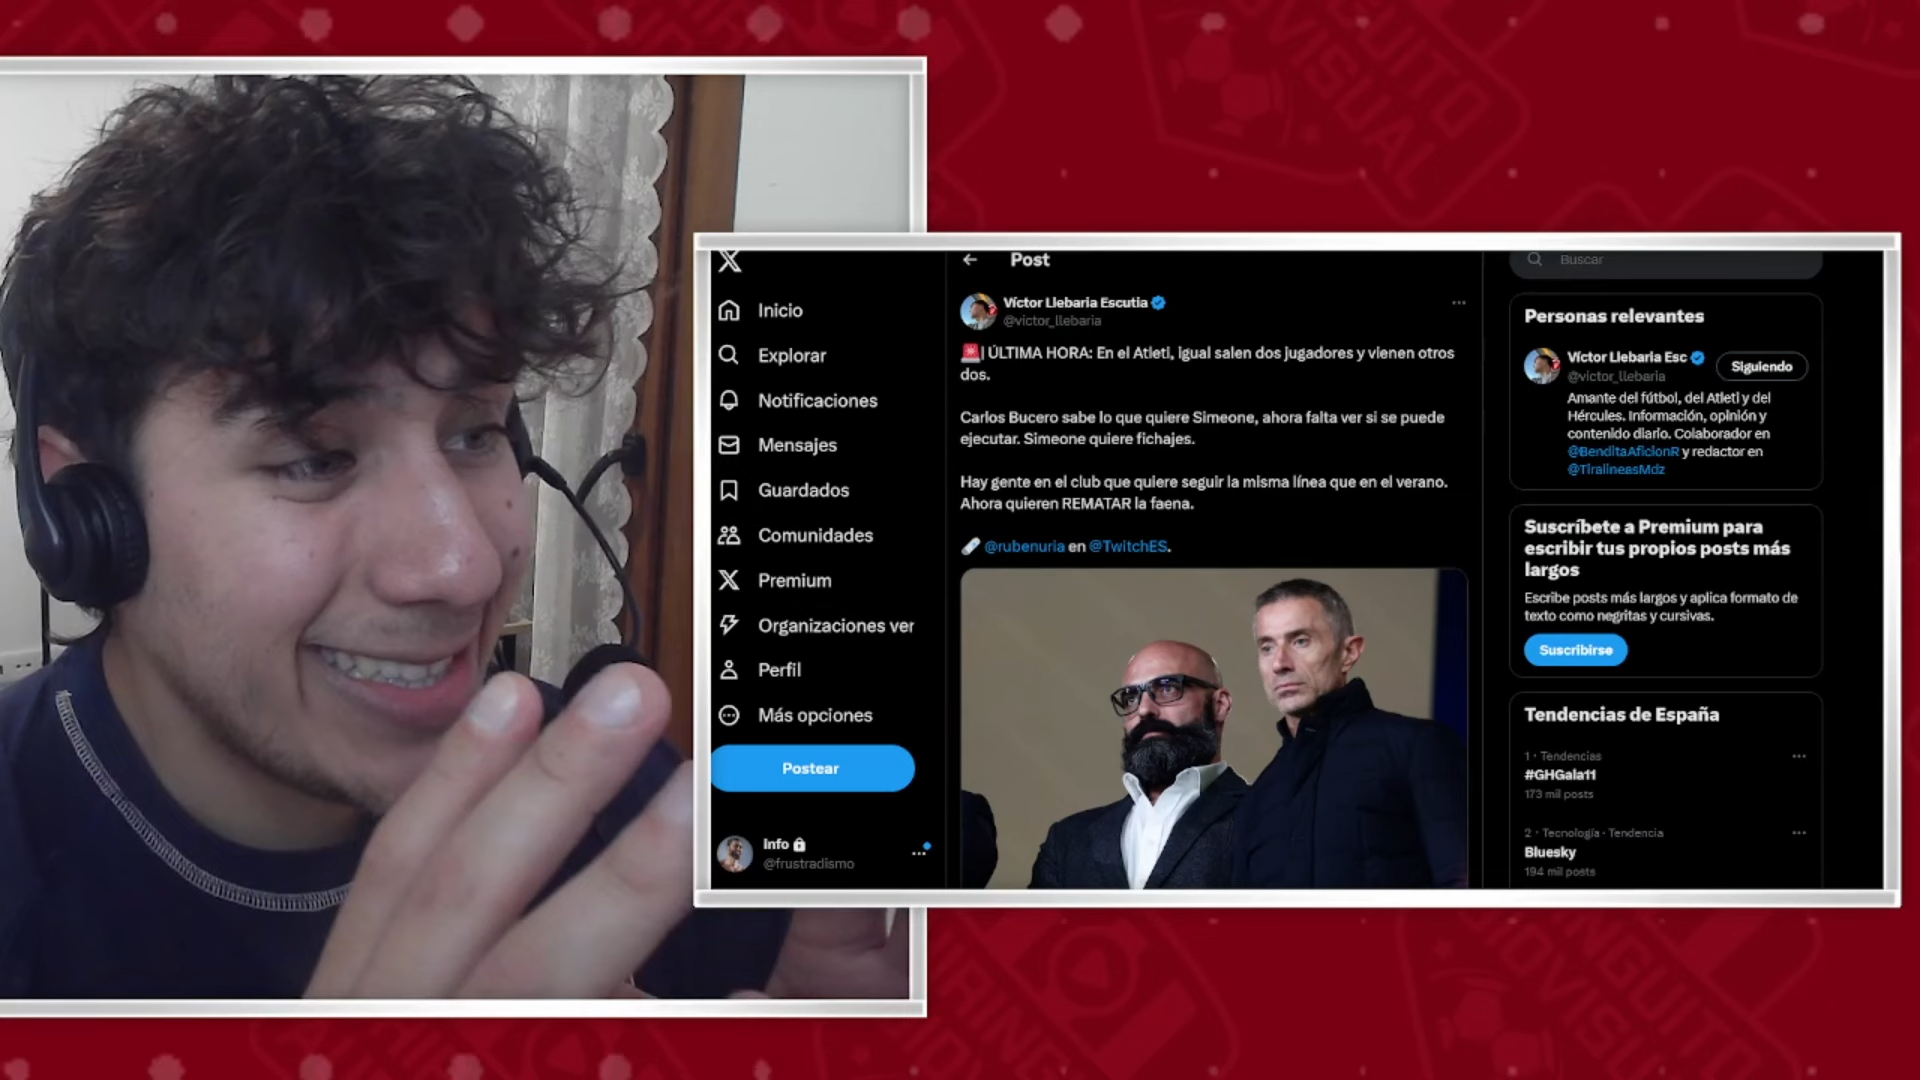 Post
Buscar
Inicio
Explorar
Notificaciones
Mensajes
Guardados
Comunidades
Premium
Organizaciones ver
Perfil
Más opciones
Postear
Info
@frustradismo
Víctor Llebaria Escutia
@victor_llebaria
🚨| ÚLTIMA HORA: En el Atleti, igual salen dos jugadores y vienen otros
dos.
Carlos Bucero sabe lo que quiere Simeone, ahora falta ver si se puede
ejecutar. Simeone quiere fichajes.
Hay gente en el club que quiere seguir la misma línea que en el verano.
Ahora quieren REMATAR la faena.
@rubenuria en @TwitchES.
Personas relevantes
Víctor Llebaria Esc
@victor_llebaria
Siguiendo
Amante del fútbol, del Atleti y del
Hércules. Información, opinión y
contenido diario. Colaborador en
@BenditaAficionR y redactor en
@TiralineasMdz
Suscríbete a Premium para
escribir tus propios posts más
largos
Escribe posts más largos y aplica formato de
texto como negritas y cursivas.
Suscribirse
Tendencias de España
1 · Tendencias
#GHGala11
173 mil posts
2 · Tecnología · Tendencia
Bluesky
194 mil posts